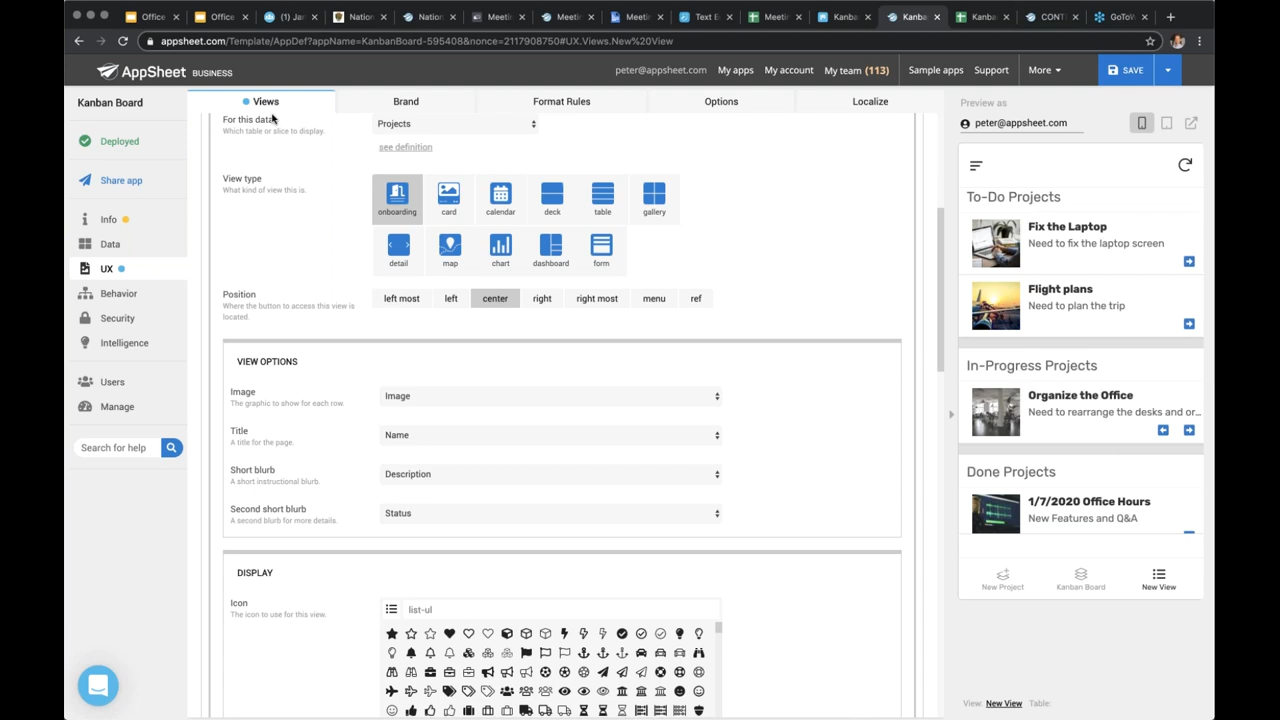 Office
Office
(1) Jan
Nation
Nation
Meetin
Meetin
Meetin
Text Ed
Meetin
Kanba
Kanba
Kanba
CONT
GoToW
appsheet.com/Template/AppDef?appName=KanbanBoard-595408&nonce=2117908750#UX.Views.New%20View
AppSheet BUSINESS
peter@appsheet.com
My apps
My account
My team (113)
Sample apps
Support
More
SAVE
Kanban Board
Deployed
Share app
Info
Data
UX
Behavior
Security
Intelligence
Users
Manage
Search for help
Views
Brand
Format Rules
Options
Localize
For this data
Which table or slice to display.
Projects
see definition
View type
What kind of view this is.
onboarding
card
calendar
deck
table
gallery
detail
map
chart
dashboard
form
Position
Where the button to access this view is
located.
left most
left
center
right
right most
menu
ref
VIEW OPTIONS
Image
The graphic to show for each row.
Image
Title
A title for the page.
Name
Short blurb
A short instructional blurb.
Description
Second short blurb
A second blurb for more details.
Status
DISPLAY
Icon
The icon to use for this view.
list-ul
Preview as
peter@appsheet.com
To-Do Projects
Fix the Laptop
Need to fix the laptop screen
Flight plans
Need to plan the trip
In-Progress Projects
Organize the Office
Need to rearrange the desks and or...
Done Projects
1/7/2020 Office Hours
New Features and Q&A
New Project
Kanban Board
New View
View: New View Table: